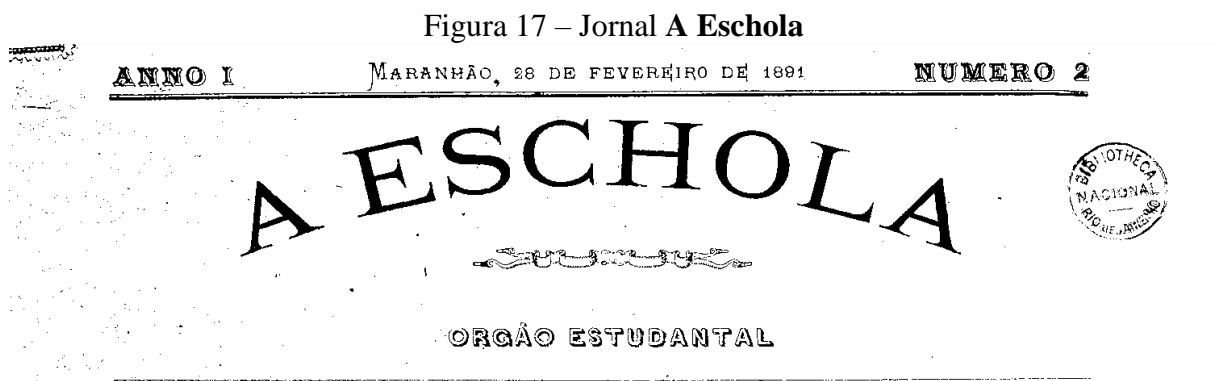 Figura 17 – Jornal A Eschola
ANNO I MARANHÃO, 28 DE FEVEREIRO DE 1891 NUMERO 2
A ESCHOLA
BIBLIOTHECA
NACIONAL
RIO DE JANEIRO
ORGÃO ESTUDANTAL